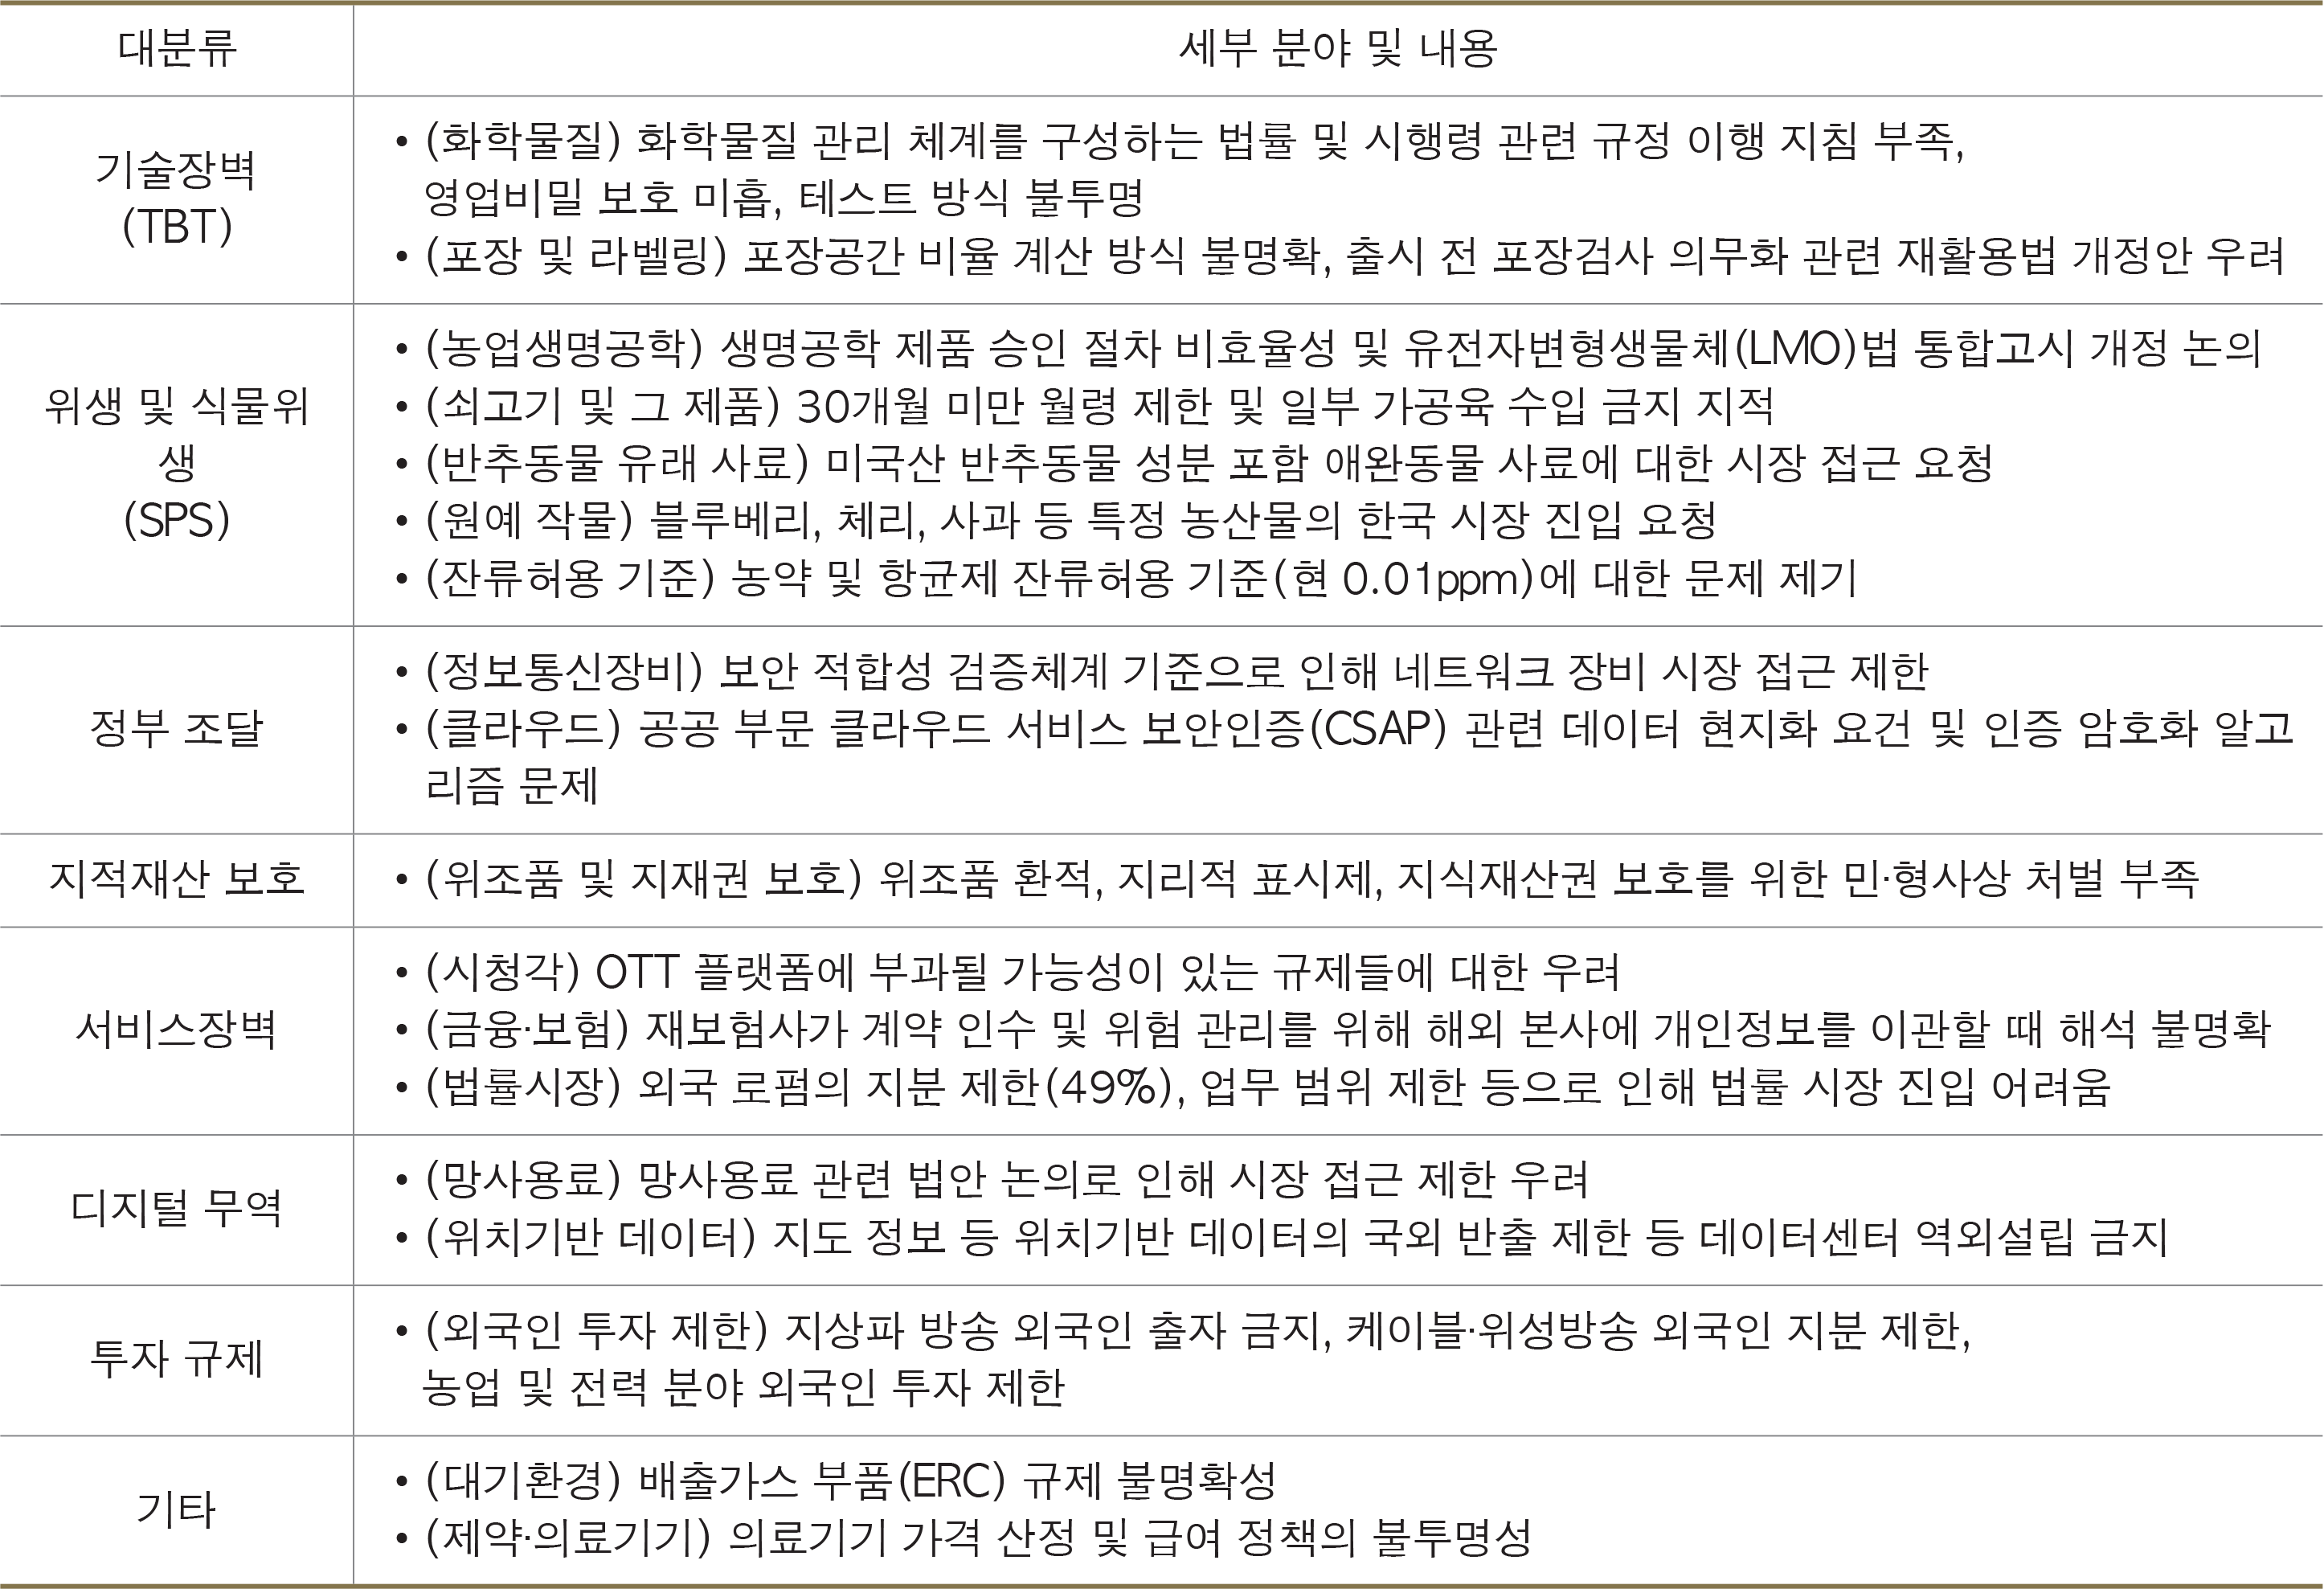 대분류
세부 분야 및 내용
기술장벽
(TBT)
• (화학물질) 화학물질 관리 체계를 구성하는 법률 및 시행령 관련 규정 이행 지침 부족,
영업비밀 보호 미흡, 테스트 방식 불투명
• (포장 및 라벨링) 포장공간 비율 계산 방식 불명확, 출시 전 포장검사 의무화 관련 재활용법 개정안 우려
위생 및 식물위
생
(SPS)
• (농업생명공학) 생명공학 제품 승인 절차 비효율성 및 유전자변형생물체(LMO)법 통합고시 개정 논의
• (쇠고기 및 그 제품) 30개월 미만 월령 제한 및 일부 가공육 수입 금지 지적
• (반추동물 유래 사료) 미국산 반추동물 성분 포함 애완동물 사료에 대한 시장 접근 요청
• (원예 작물) 블루베리, 체리, 사과 등 특정 농산물의 한국 시장 진입 요청
• (잔류허용 기준) 농약 및 항균제 잔류허용 기준(현 0.01ppm)에 대한 문제 제기
정부 조달
• (정보통신장비) 보안 적합성 검증체계 기준으로 인해 네트워크 장비 시장 접근 제한
• (클라우드) 공공 부문 클라우드 서비스 보안인증(CSAP) 관련 데이터 현지화 요건 및 인증 암호화 알고
리즘 문제
지적재산 보호
• (위조품 및 지재권 보호) 위조품 환적, 지리적 표시제, 지식재산권 보호를 위한 민·형사상 처벌 부족
서비스장벽
• (시청각) OTT 플랫폼에 부과될 가능성이 있는 규제들에 대한 우려
• (금융·보험) 재보험사가 계약 인수 및 위험 관리를 위해 해외 본사에 개인정보를 이관할 때 해석 불명확
• (법률시장) 외국 로펌의 지분 제한(49%), 업무 범위 제한 등으로 인해 법률 시장 진입 어려움
디지털 무역
• (망사용료) 망사용료 관련 법안 논의로 인해 시장 접근 제한 우려
• (위치기반 데이터) 지도 정보 등 위치기반 데이터의 국외 반출 제한 등 데이터센터 역외설립 금지
투자 규제
• (외국인 투자 제한) 지상파 방송 외국인 출자 금지, 케이블·위성방송 외국인 지분 제한,
농업 및 전력 분야 외국인 투자 제한
기타
• (대기환경) 배출가스 부품(ERC) 규제 불명확성
• (제약·의료기기) 의료기기 가격 산정 및 급여 정책의 불투명성